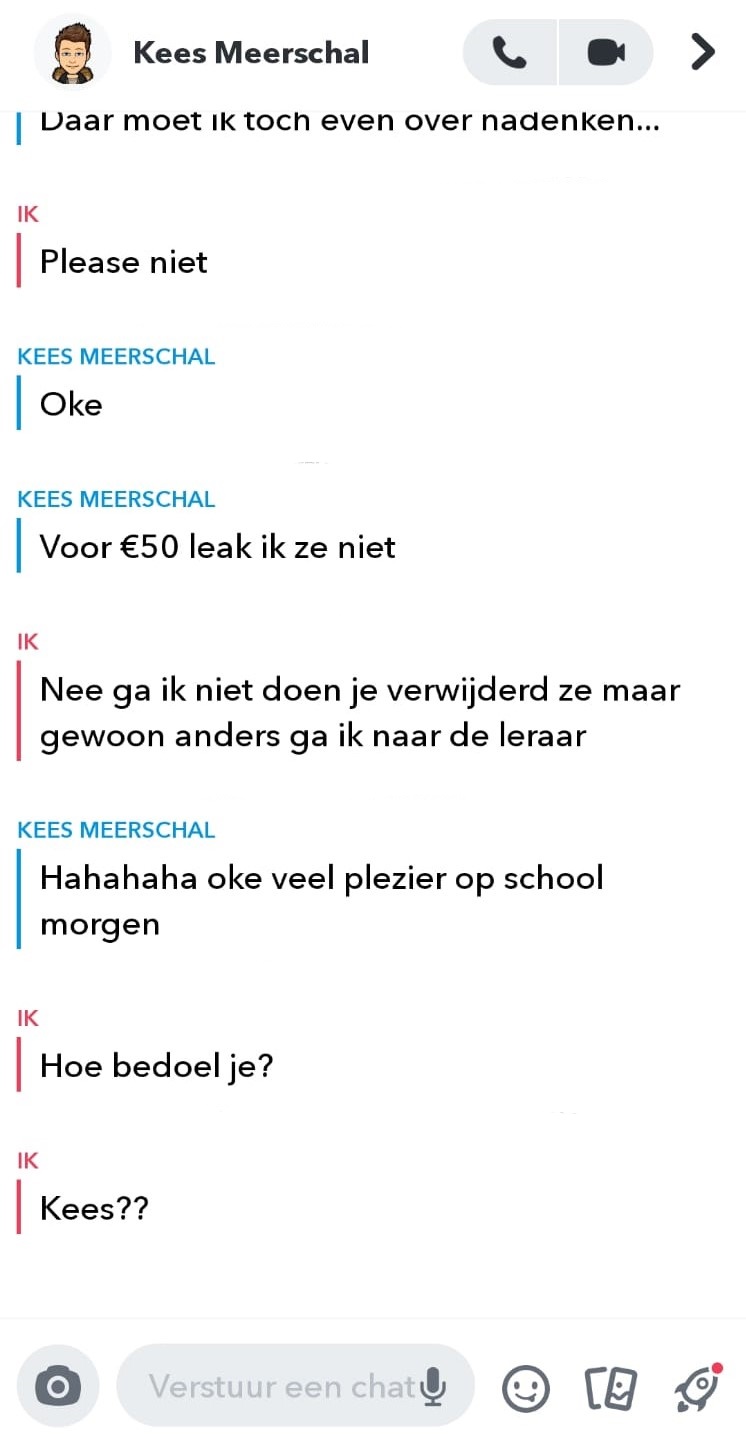 Kees Meerschal
Daar moet ik toch even over nadenken...
IK
Please niet
KEES MEERSCHAL
Oke
KEES MEERSCHAL
Voor €50 leak ik ze niet
IK
Nee ga ik niet doen je verwijderd ze maar
gewoon anders ga ik naar de leraar
KEES MEERSCHAL
Hahahaha oke veel plezier op school
morgen
IK
Hoe bedoel je?
IK
Kees??
Verstuur een chat